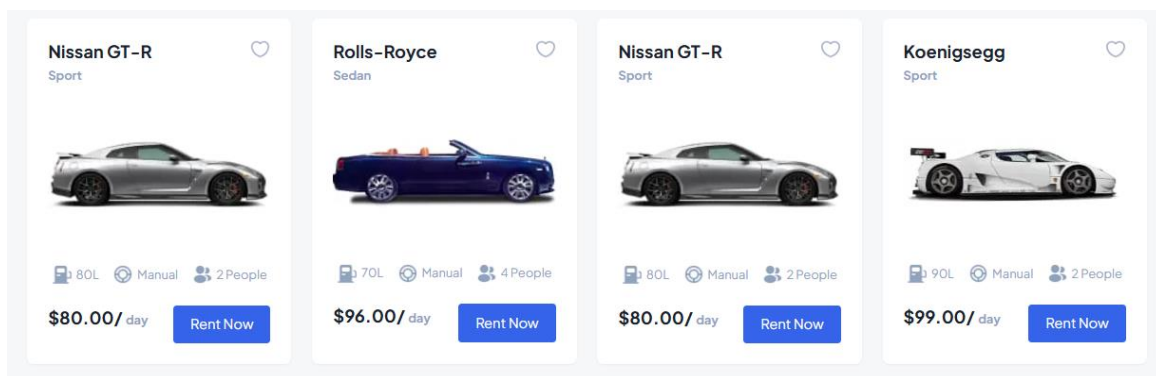 Nissan GT-R
Sport
80L Manual 2 People
$80.00/ day
Rent Now
Rolls-Royce
Sedan
70L Manual 4 People
$96.00/ day
Rent Now
Nissan GT-R
Sport
80L Manual 2 People
$80.00/ day
Rent Now
Koenigsegg
Sport
90L Manual 2 People
$99.00/ day
Rent Now